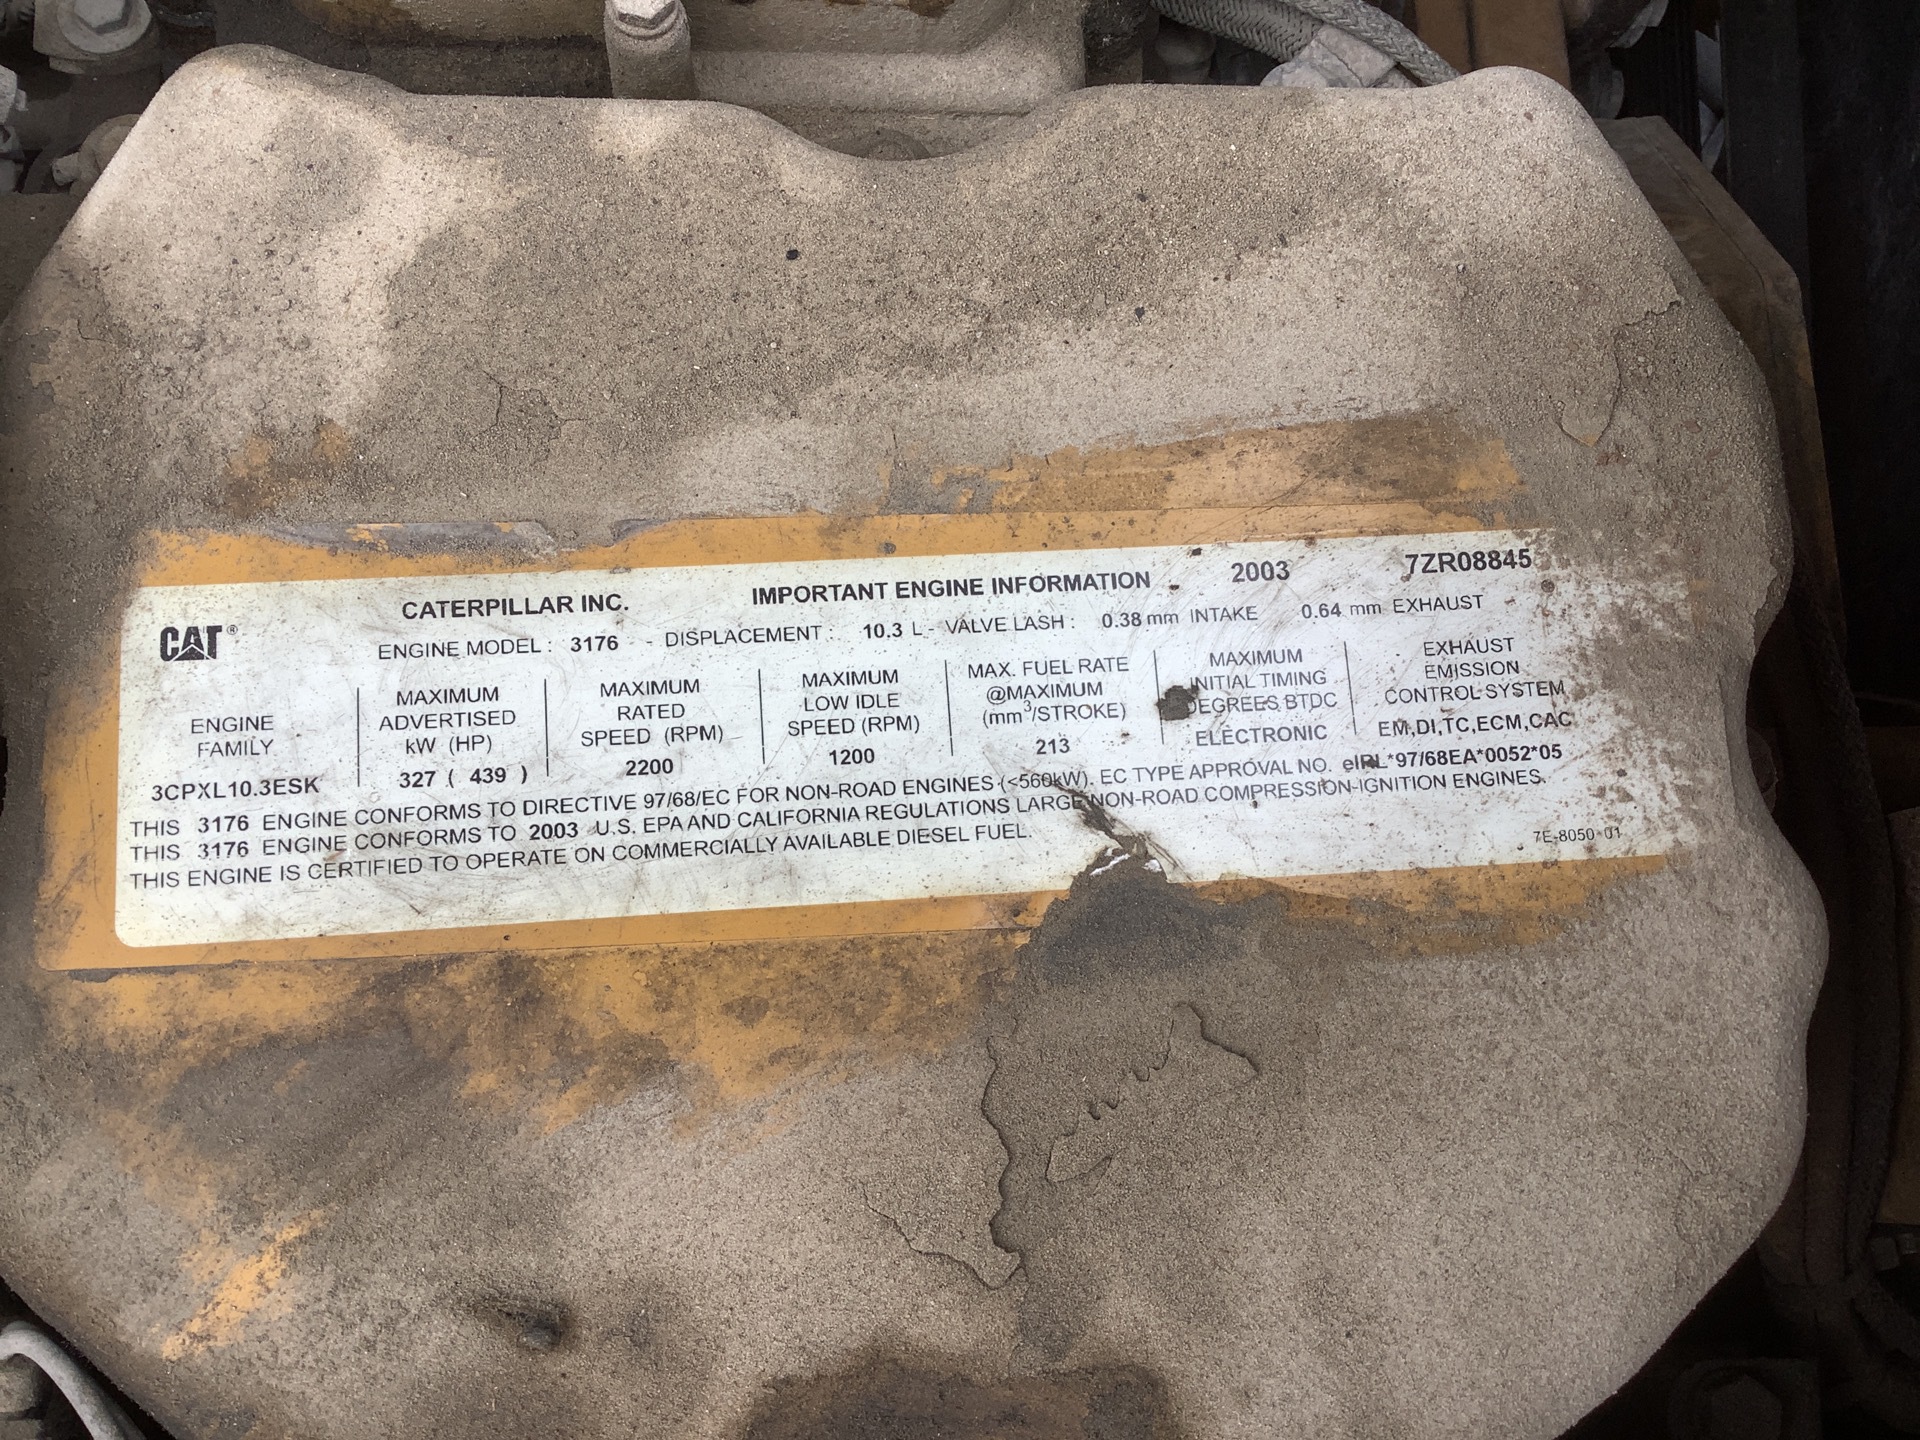 CATERPILLAR INC. IMPORTANT ENGINE INFORMATION 2003 7ZR08845
CAT®
ENGINE MODEL : 3176 - DISPLACEMENT : 10.3 L - VALVE LASH : 0.38 mm INTAKE 0.64 mm EXHAUST
ENGINE
FAMILY
3CPXL10.3ESK
MAXIMUM
ADVERTISED
kW (HP)
327 ( 439 )
MAXIMUM
RATED
SPEED (RPM)
2200
MAXIMUM
LOW IDLE
SPEED (RPM)
1200
MAX. FUEL RATE
@MAXIMUM
(mm³/STROKE)
213
MAXIMUM
INITIAL TIMING
DEGREES BTDC
ELECTRONIC
EXHAUST
EMISSION
CONTROL SYSTEM
EM,DI,TC,ECM,CAC
THIS 3176 ENGINE CONFORMS TO DIRECTIVE 97/68/EC FOR NON-ROAD ENGINES (<560kW), EC TYPE APPROVAL NO. eIRL*97/68EA*0052*05
THIS 3176 ENGINE CONFORMS TO 2003 U.S. EPA AND CALIFORNIA REGULATIONS LARGE NON-ROAD COMPRESSION-IGNITION ENGINES.
THIS ENGINE IS CERTIFIED TO OPERATE ON COMMERCIALLY AVAILABLE DIESEL FUEL.
7E-8050 01